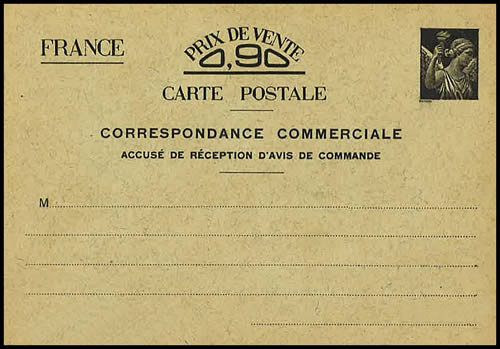 FRANCE
PRIX DE VENTE
0,90
CARTE POSTALE
CORRESPONDANCE COMMERCIALE
ACCUSÉ DE RÉCEPTION D'AVIS DE COMMANDE
M